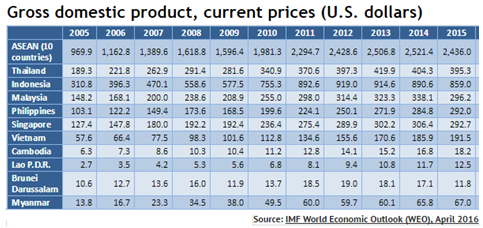 Gross domestic product, current prices (U.S. dollars)
2005 2006 2007 2008 2009 2010 2011 2012 2013 2014 2015
ASEAN (10
countries) 969.9 1,162.8 1,389.6 1,618.8 1,596.4 1,981.3 2,294.7 2,428.6 2,506.8 2,521.4 2,436.0
Thailand 189.3 221.8 262.9 291.4 281.6 340.9 370.6 397.3 419.9 404.3 395.3
Indonesia 310.8 396.3 470.1 558.6 577.5 755.3 892.6 919.0 914.6 890.6 859.0
Malaysia 148.2 168.1 200.0 238.6 208.9 255.0 298.0 314.4 323.3 338.1 296.2
Philippines 103.1 122.2 149.4 173.6 168.5 199.6 224.1 250.1 271.9 284.8 292.0
Singapore 127.4 147.8 180.0 192.2 192.4 236.4 275.4 289.9 302.2 306.4 292.7
Vietnam 57.6 66.4 77.5 98.3 101.6 112.8 134.6 155.6 170.6 185.9 191.5
Cambodia 6.3 7.3 8.6 10.3 10.4 11.2 12.8 14.1 15.2 16.8 18.2
Lao P.D.R. 2.7 3.5 4.2 5.3 5.6 6.8 8.1 9.4 10.8 11.7 12.5
Brunei
Darussalam 10.6 12.7 13.6 16.0 11.9 13.7 18.5 19.0 18.1 17.1 11.8
Myanmar 13.8 16.7 23.3 34.5 38.0 49.5 60.0 59.7 60.1 65.8 67.0
Source: IMF World Economic Outlook (WEO), April 2016